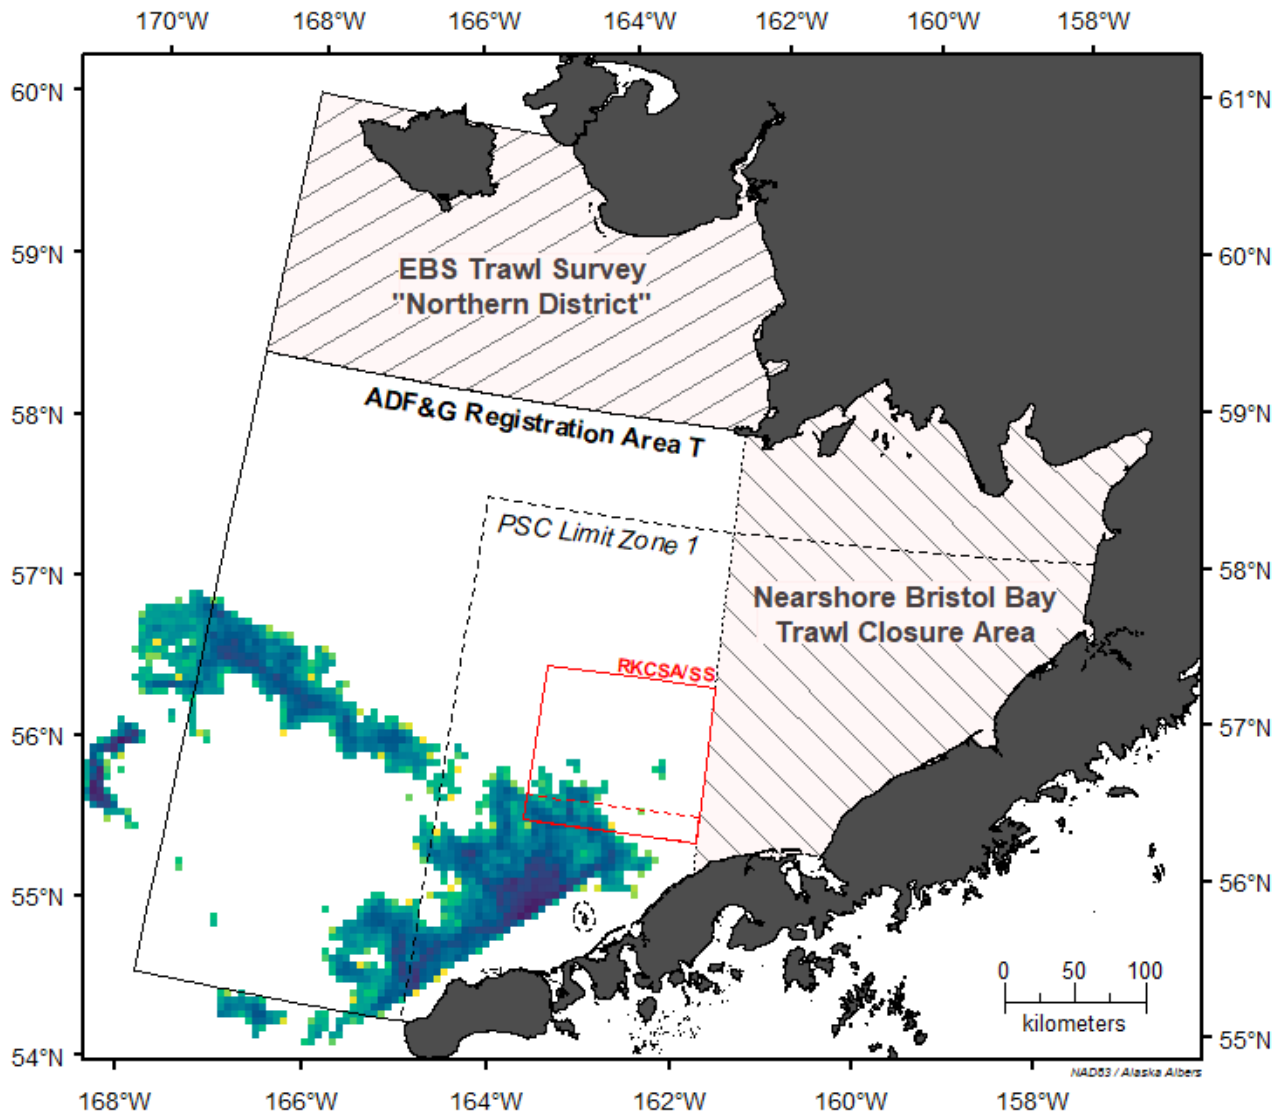 170°W 168°W 166°W 164°W 162°W 160°W 158°W
60°N
61°N
EBS Trawl Survey
"Northern District"
59°N
60°N
ADF&G Registration Area T
58°N
59°N
PSC Limit Zone 1
57°N
58°N
Nearshore Bristol Bay
Trawl Closure Area
RKCSA/SS
56°N
57°N
55°N
56°N
0 50 100
kilometers
54°N
55°N
NAD83 / Alaska Albers
168°W 166°W 164°W 162°W 160°W 158°W